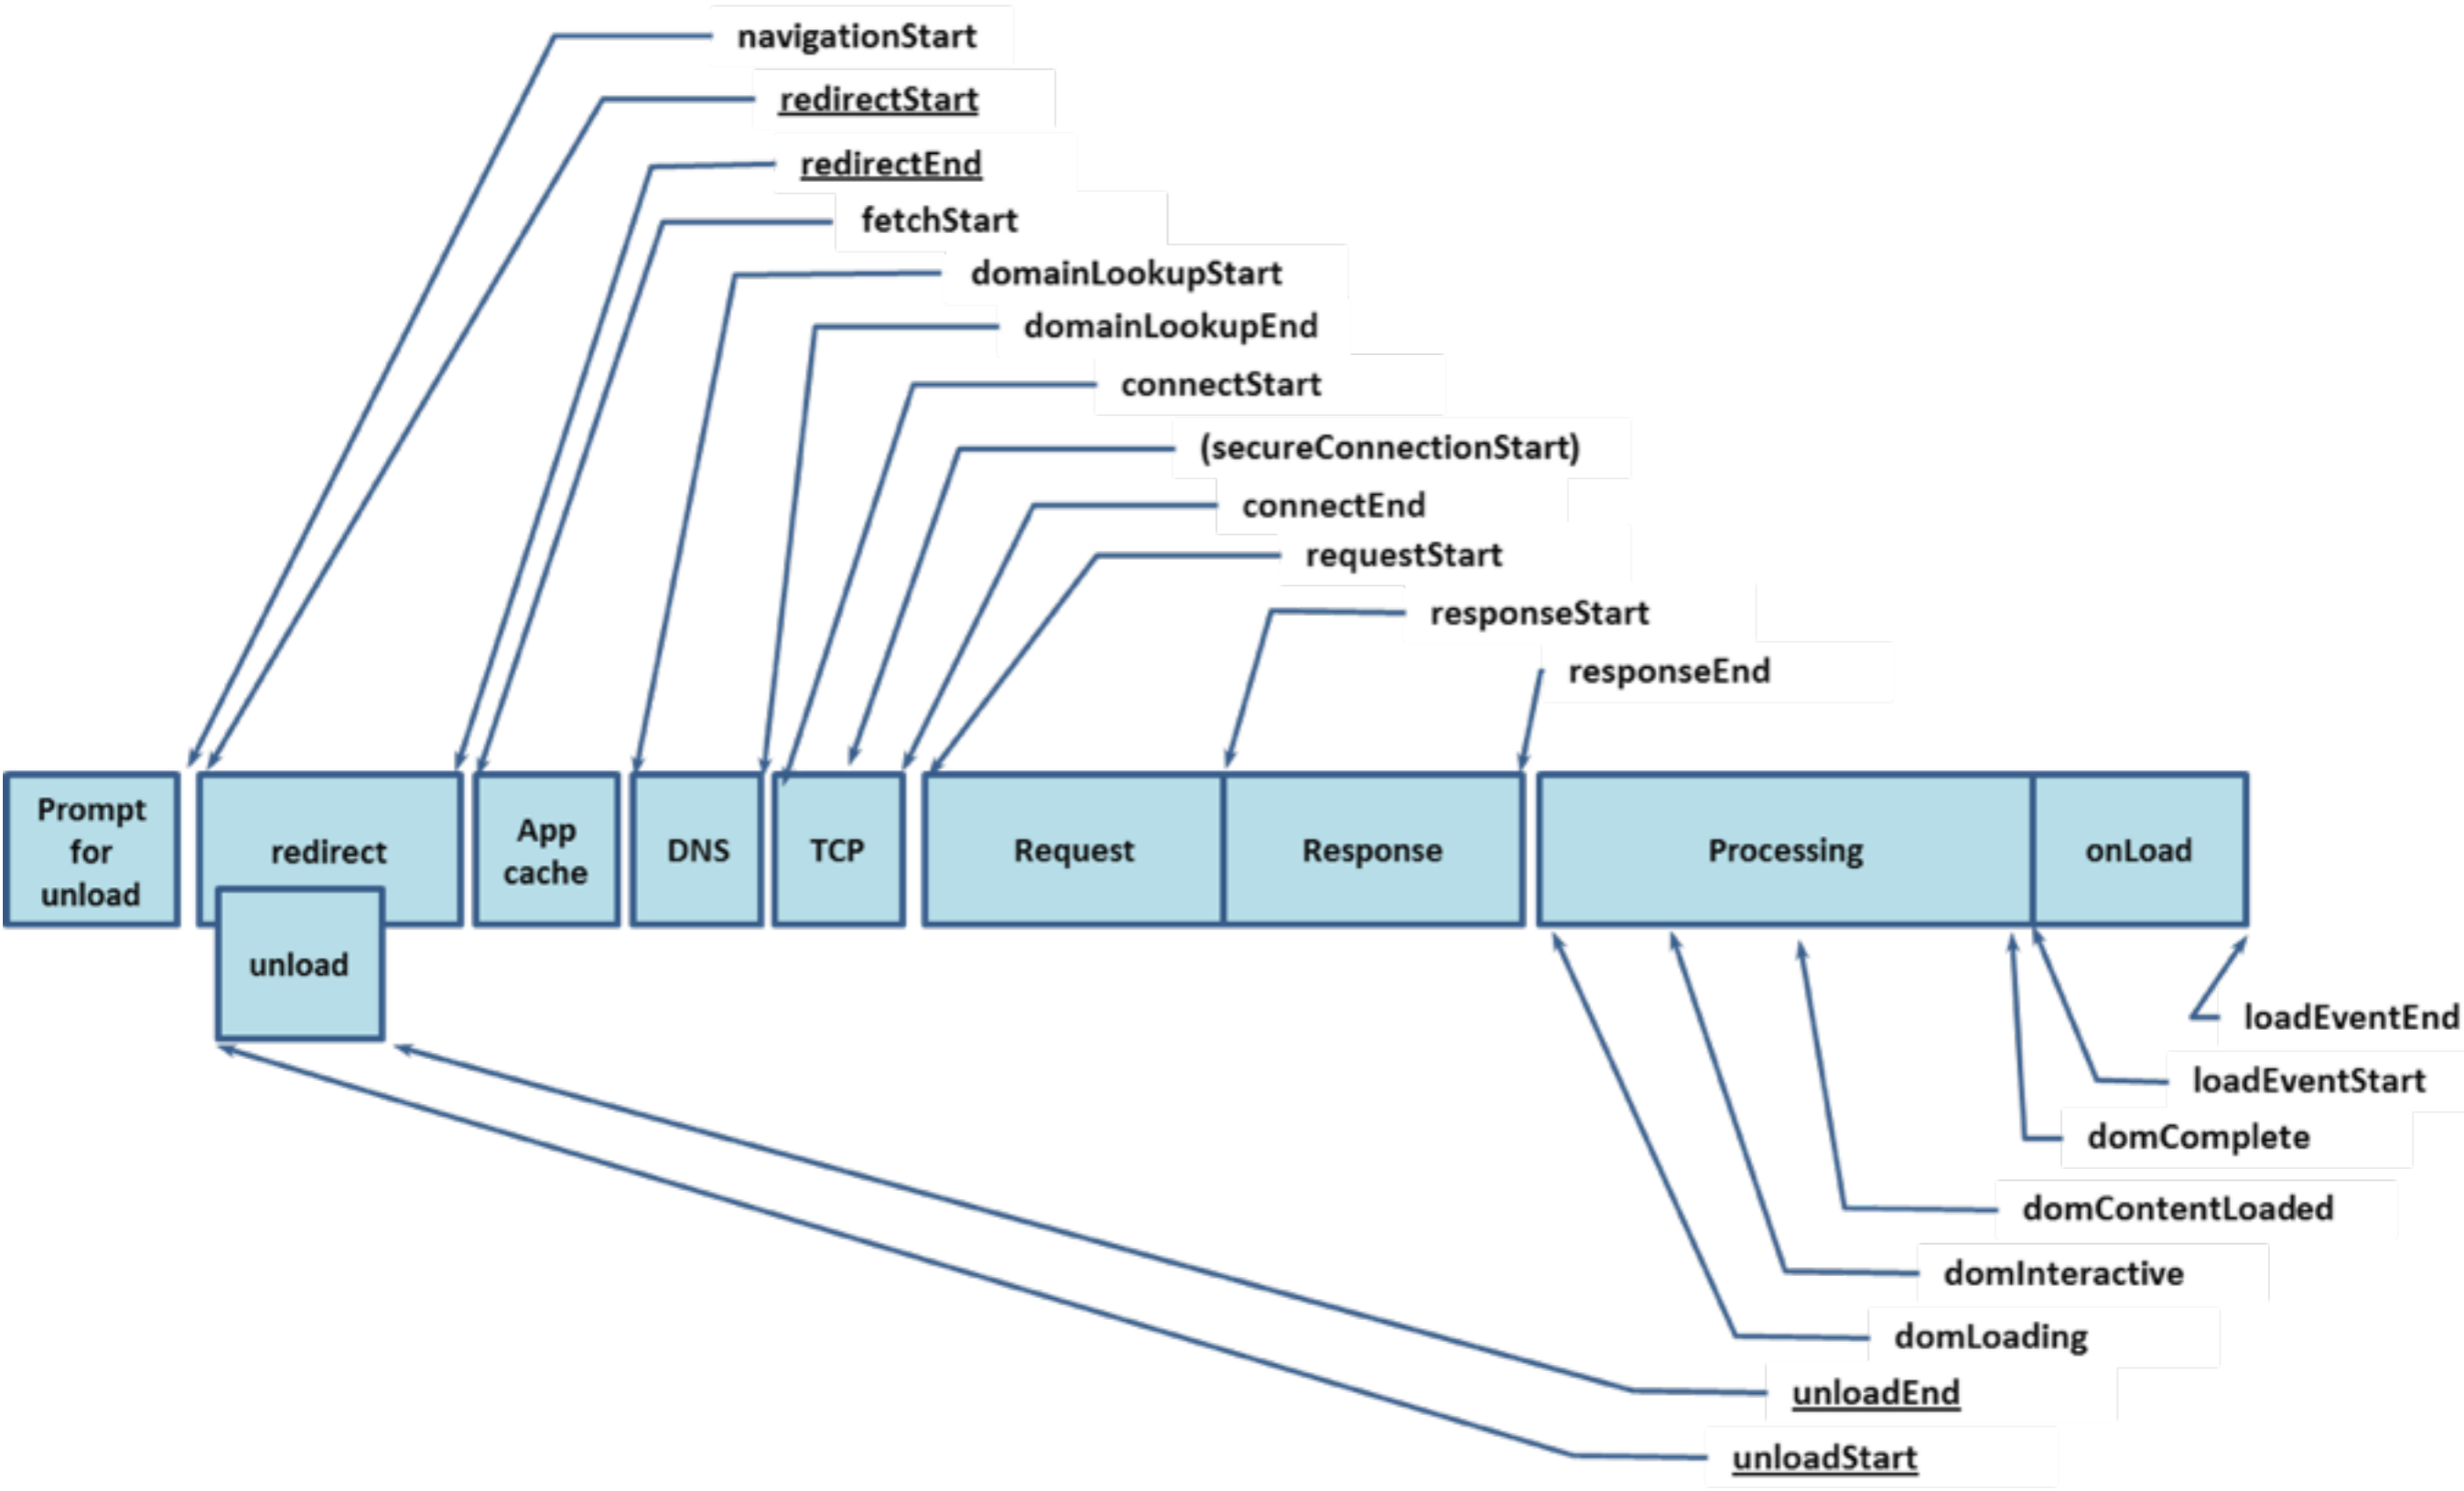 navigationStart
redirectStart
redirectEnd
fetchStart
domainLookupStart
domainLookupEnd
connectStart
(secureConnectionStart)
connectEnd
requestStart
responseStart
responseEnd
Prompt
for
unload
redirect
unload
App
cache
DNS
TCP
Request
Response
Processing
onLoad
loadEventEnd
loadEventStart
domComplete
domContentLoaded
domInteractive
domLoading
unloadEnd
unloadStart